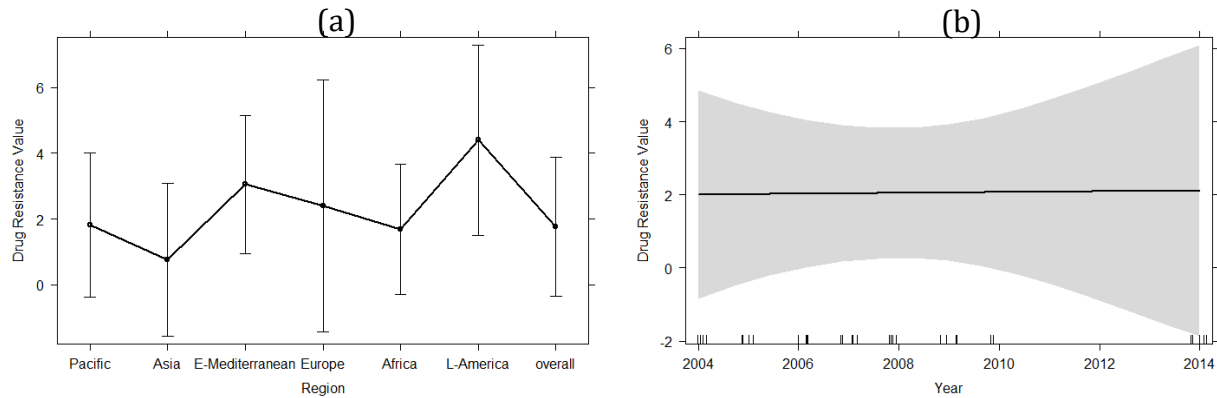 (a)
Drug Resistance Value
6
4
2
0
Pacific Asia E-Mediterranean Europe Africa L-America overall
Region
(b)
Drug Resistance Value
6
4
2
0
-2
2004 2006 2008 2010 2012 2014
Year